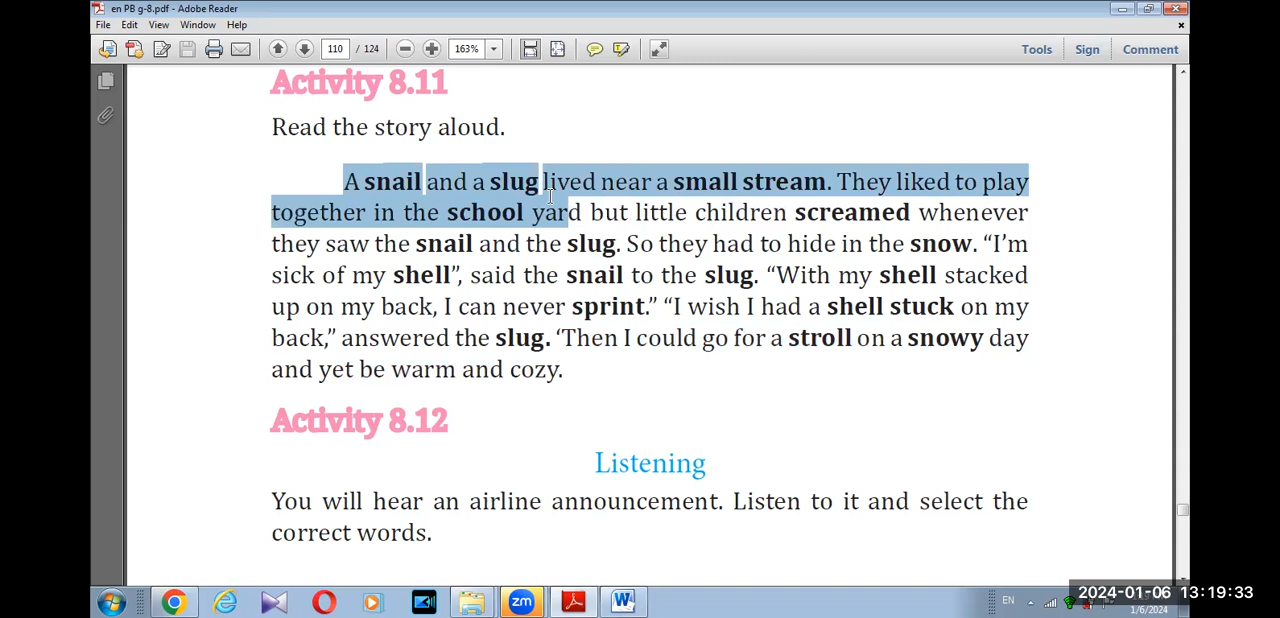 en PB g-8.pdf - Adobe Reader
File Edit View Window Help
110 / 124 163% Tools Sign Comment
Activity 8.11
Read the story aloud.
A snail and a slug lived near a small stream. They liked to play
together in the school yard but little children screamed whenever
they saw the snail and the slug. So they had to hide in the snow. “I’m
sick of my shell”, said the snail to the slug. “With my shell stacked
up on my back, I can never sprint.” “I wish I had a shell stuck on my
back,” answered the slug. ‘Then I could go for a stroll on a snowy day
and yet be warm and cozy.
Activity 8.12
Listening
You will hear an airline announcement. Listen to it and select the
correct words.
zm W EN
2024-01-06 13:19:33